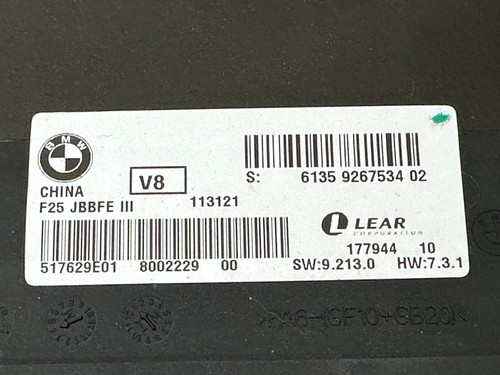 BMW
CHINA
V8
S: 6135 9267534 02
F25 JBBFE III 113121
LEAR
CORPORATION
177944 10
517629E01 8002229 00 SW:9.213.0 HW:7.3.1
>PA6-(GF10+GB20)<